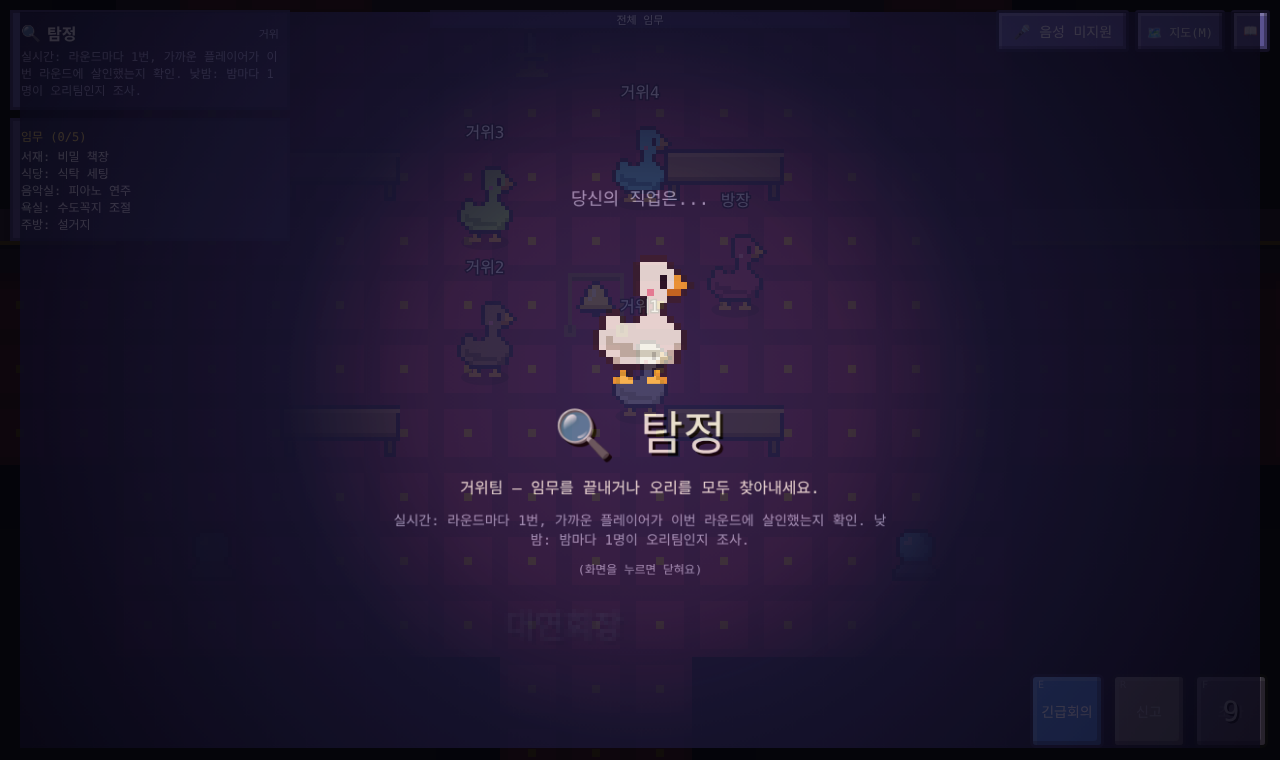 탐정
거위
실시간: 라운드마다 1번, 가까운 플레이어가 이
번 라운드에 살인했는지 확인. 낮밤: 밤마다 1
명이 오리팀인지 조사.
임무 (0/5)
서재: 비밀 책장
식당: 식탁 세팅
음악실: 피아노 연주
욕실: 수도꼭지 조절
주방: 설거지
전체 임무
음성 미지원
지도(M)
거위4
거위3
당신의 직업은...
방장
거위2
거위1
탐정
거위팀 — 임무를 끝내거나 오리를 모두 찾아내세요.
실시간: 라운드마다 1번, 가까운 플레이어가 이번 라운드에 살인했는지 확인. 낮
밤: 밤마다 1명이 오리팀인지 조사.
(화면을 누르면 닫혀요)
E
긴급회의
신고
9